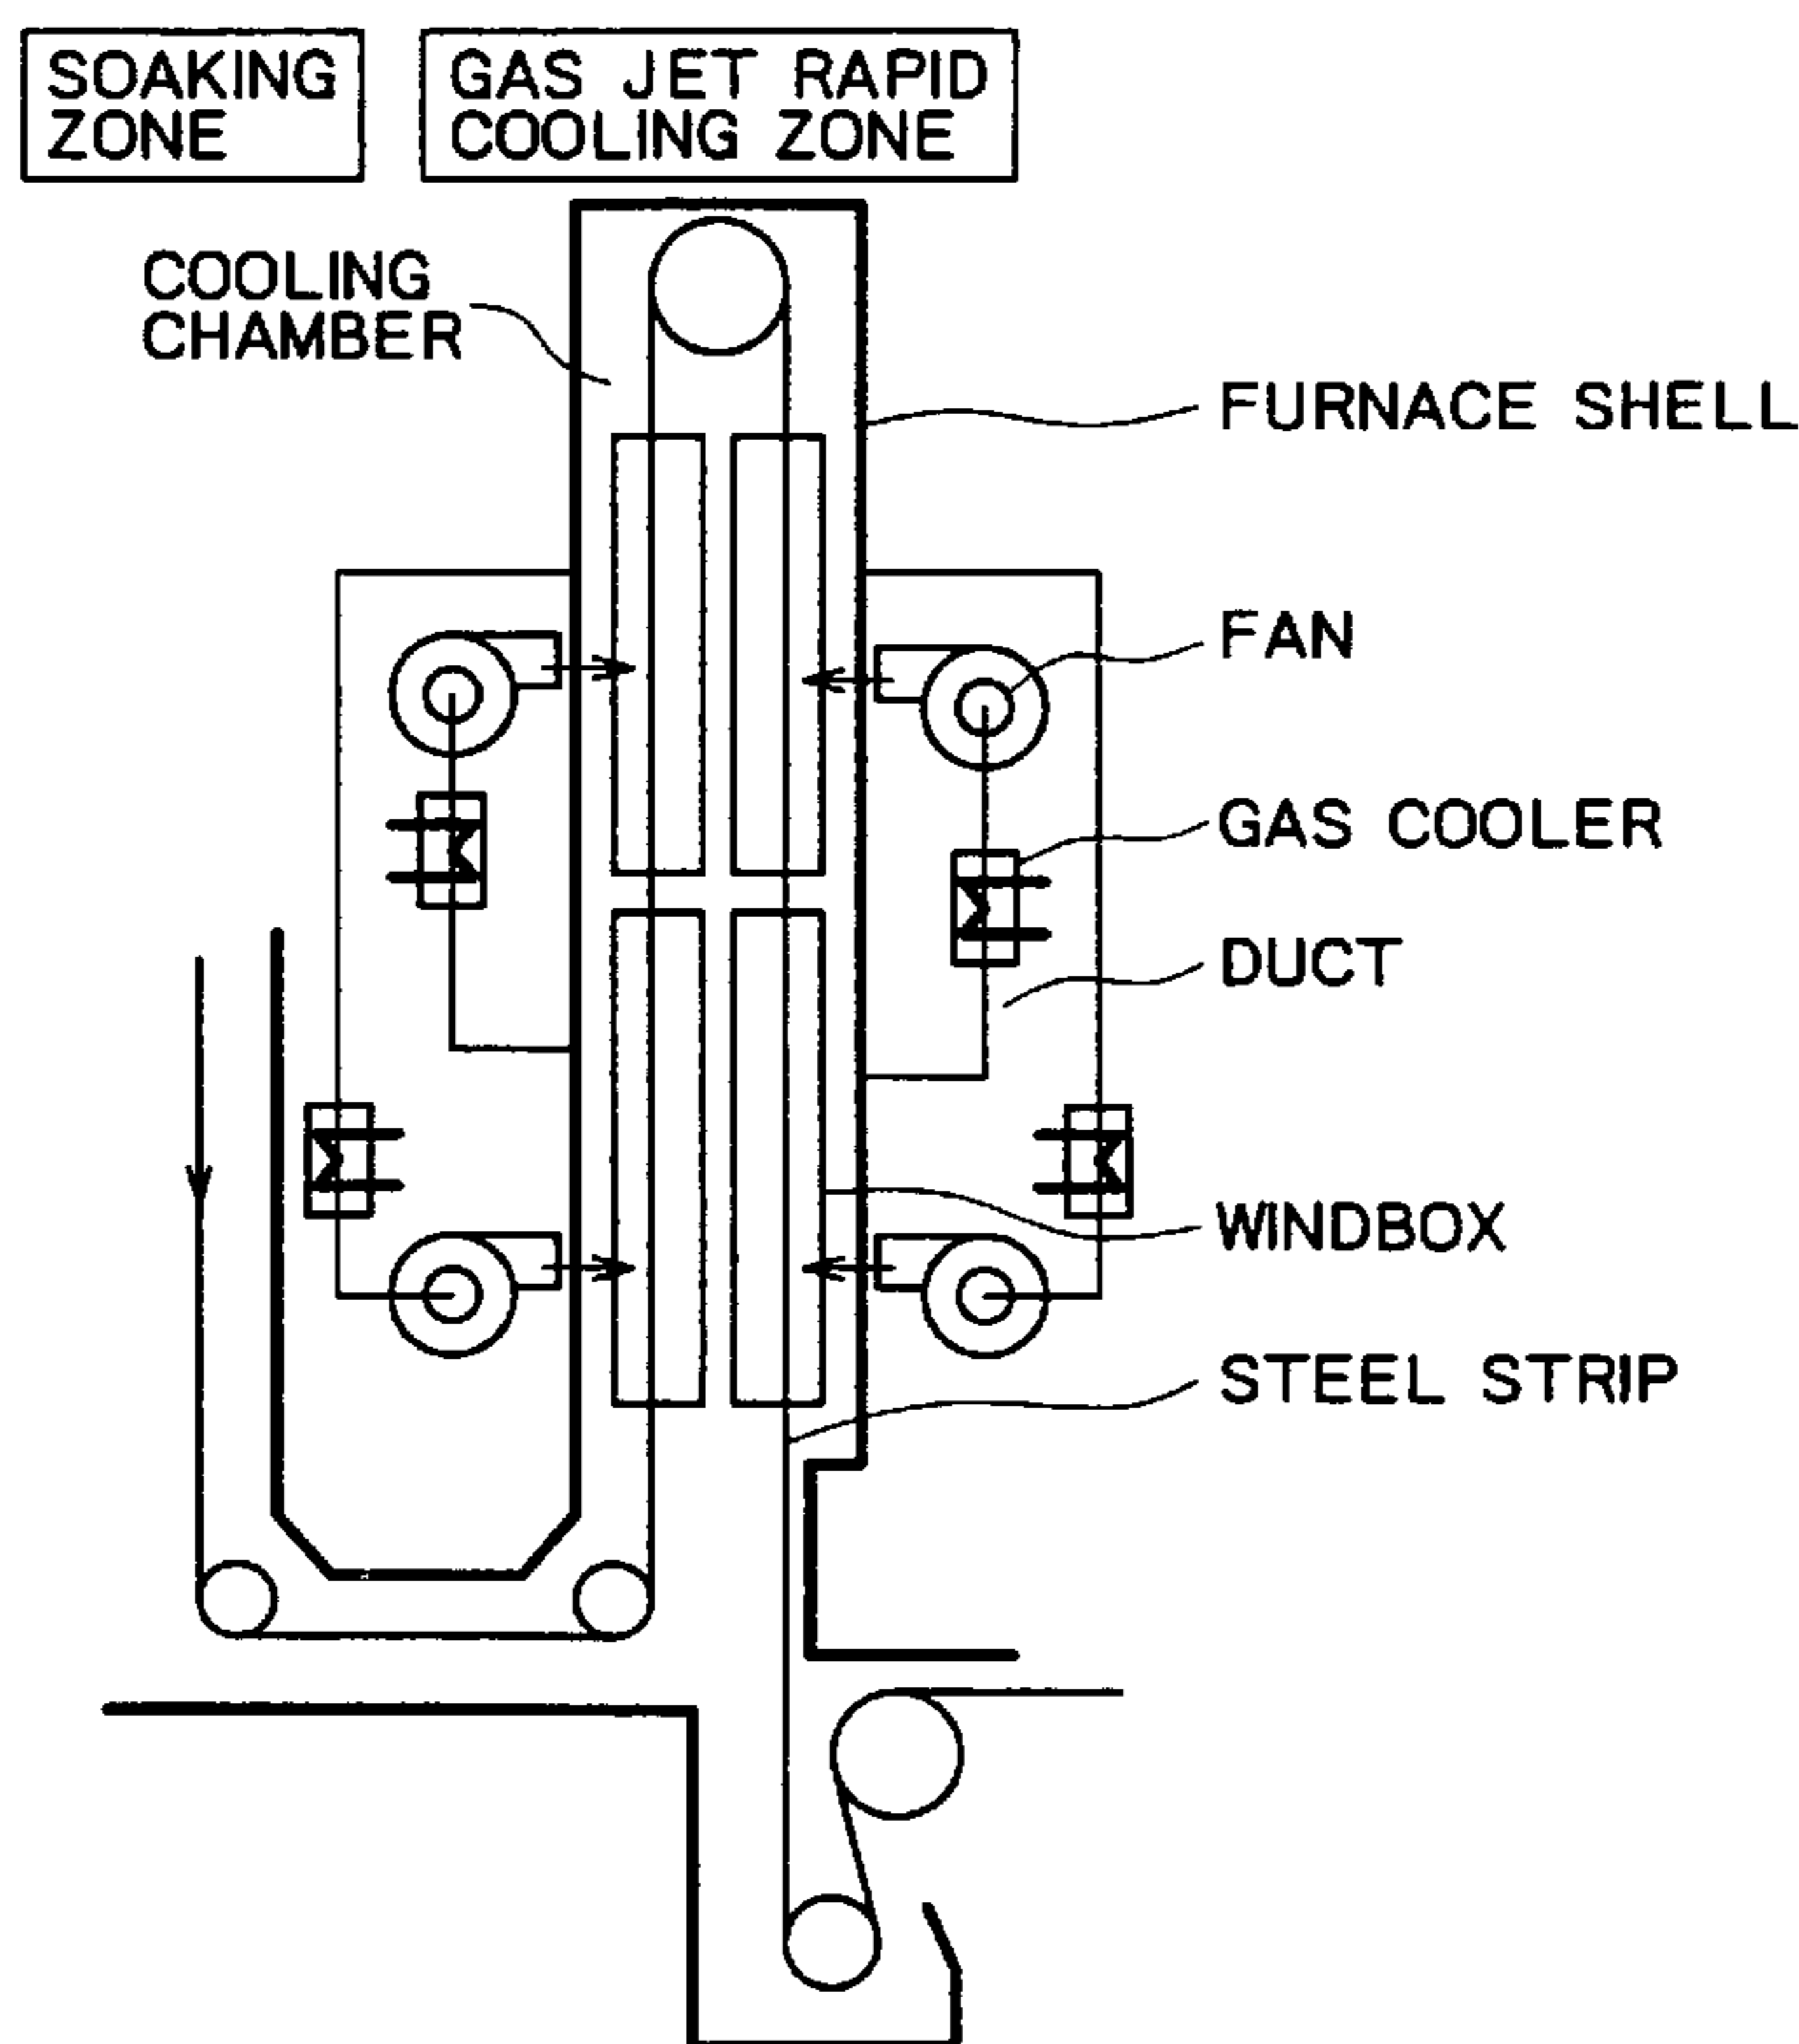 SOAKING
ZONE
GAS JET RAPID
COOLING ZONE
COOLING
CHAMBER
FURNACE SHELL
FAN
GAS COOLER
DUCT
WINDBOX
STEEL STRIP